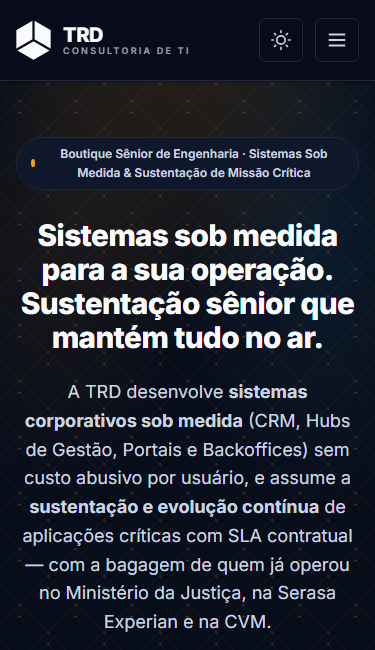 TRD
CONSULTORIA DE TI
Boutique Sênior de Engenharia · Sistemas Sob
Medida & Sustentação de Missão Crítica
Sistemas sob medida
para a sua operação.
Sustentação sênior que
mantém tudo no ar.
A TRD desenvolve sistemas
corporativos sob medida (CRM, Hubs
de Gestão, Portais e Backoffices) sem
custo abusivo por usuário, e assume a
sustentação e evolução contínua de
aplicações críticas com SLA contratual
— com a bagagem de quem já operou
no Ministério da Justiça, na Serasa
Experian e na CVM.